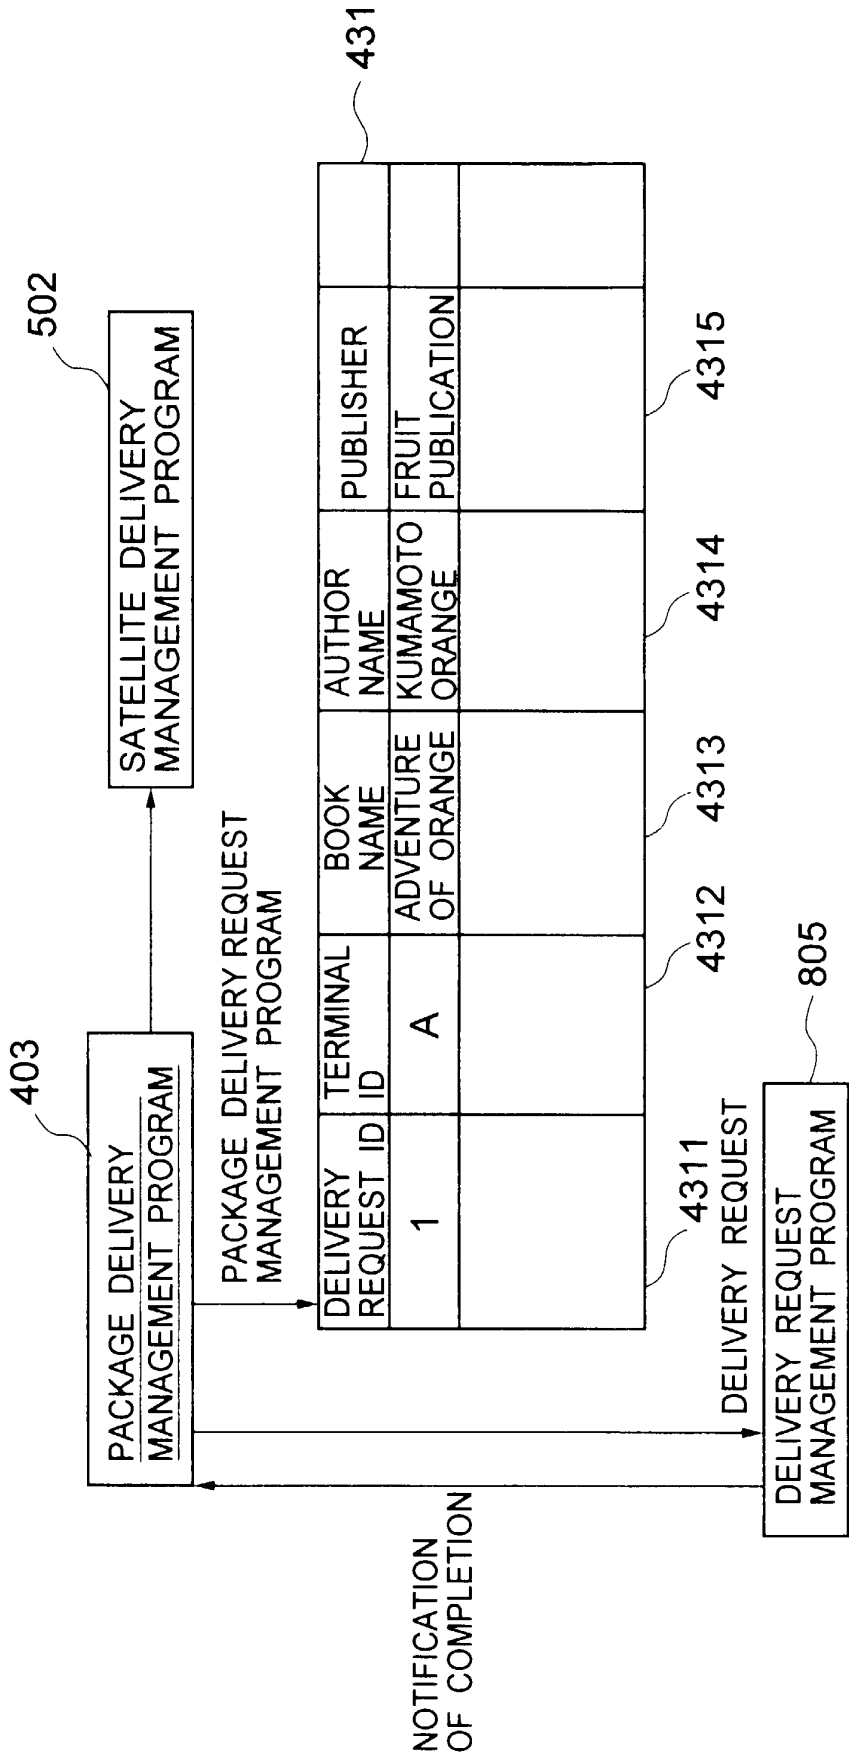 403
PACKAGE DELIVERY
MANAGEMENT PROGRAM
502
SATELLITE DELIVERY
MANAGEMENT PROGRAM
PACKAGE DELIVERY REQUEST
MANAGEMENT PROGRAM
431
DELIVERY
REQUEST ID
TERMINAL
ID
BOOK
NAME
AUTHOR
NAME
PUBLISHER
1
A
ADVENTURE
OF ORANGE
KUMAMOTO
ORANGE
FRUIT
PUBLICATION
4311
4312
4313
4314
4315
NOTIFICATION
OF COMPLETION
DELIVERY REQUEST
805
DELIVERY REQUEST
MANAGEMENT PROGRAM